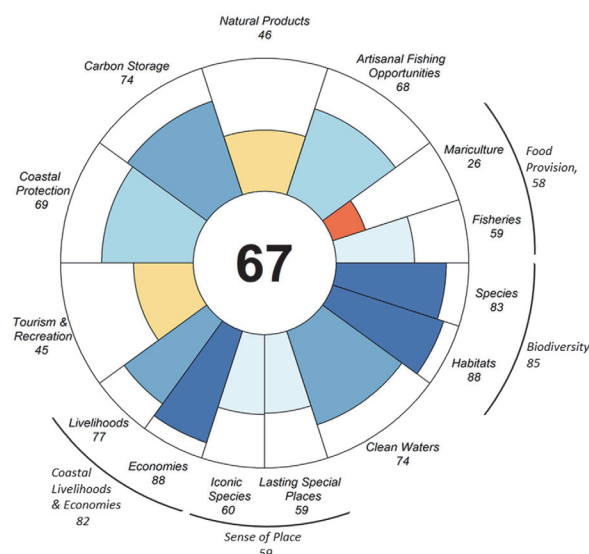 Natural Products
46
Artisanal Fishing
Opportunities
68
Mariculture
26
Food
Provision,
58
Fisheries
59
Species
83
Biodiversity
85
Habitats
88
Clean Waters
74
Lasting Special
Places
59
Iconic
Species
60
Sense of Place
59
Economies
88
Livelihoods
77
Coastal
Livelihoods
& Economies
82
Tourism &
Recreation
45
Coastal
Protection
69
Carbon Storage
74
67